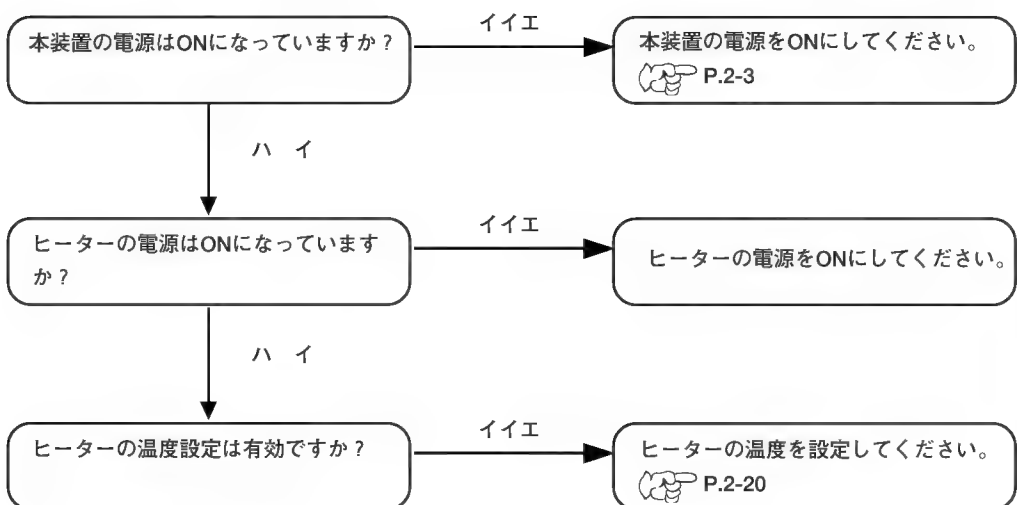 本装置の電源はONになっていますか？
イイエ
本装置の電源をONにしてください。
P.2-3
ハ イ
ヒーターの電源はONになっています
か？
イイエ
ヒーターの電源をONにしてください。
ハ イ
ヒーターの温度設定は有効ですか？
イイエ
ヒーターの温度を設定してください。
P.2-20